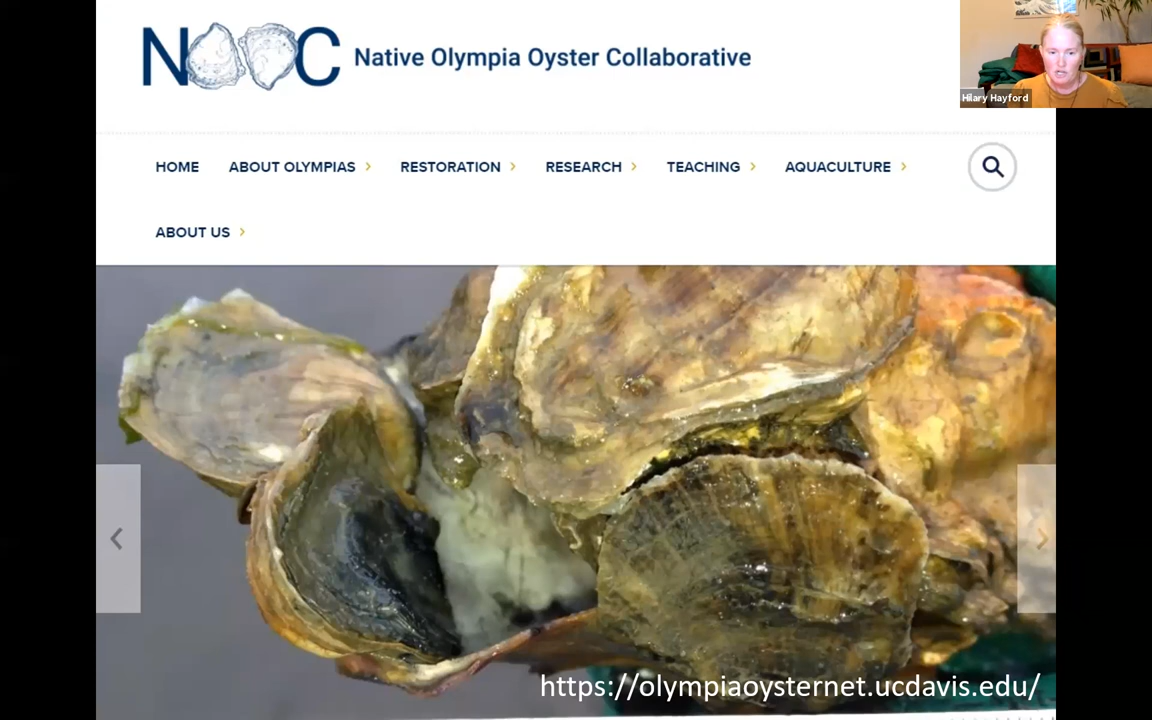 NOOC Native Olympia Oyster Collaborative
Hilary Hayford
HOME ABOUT OLYMPIAS RESTORATION RESEARCH TEACHING AQUACULTURE
ABOUT US
https://olympiaoysternet.ucdavis.edu/